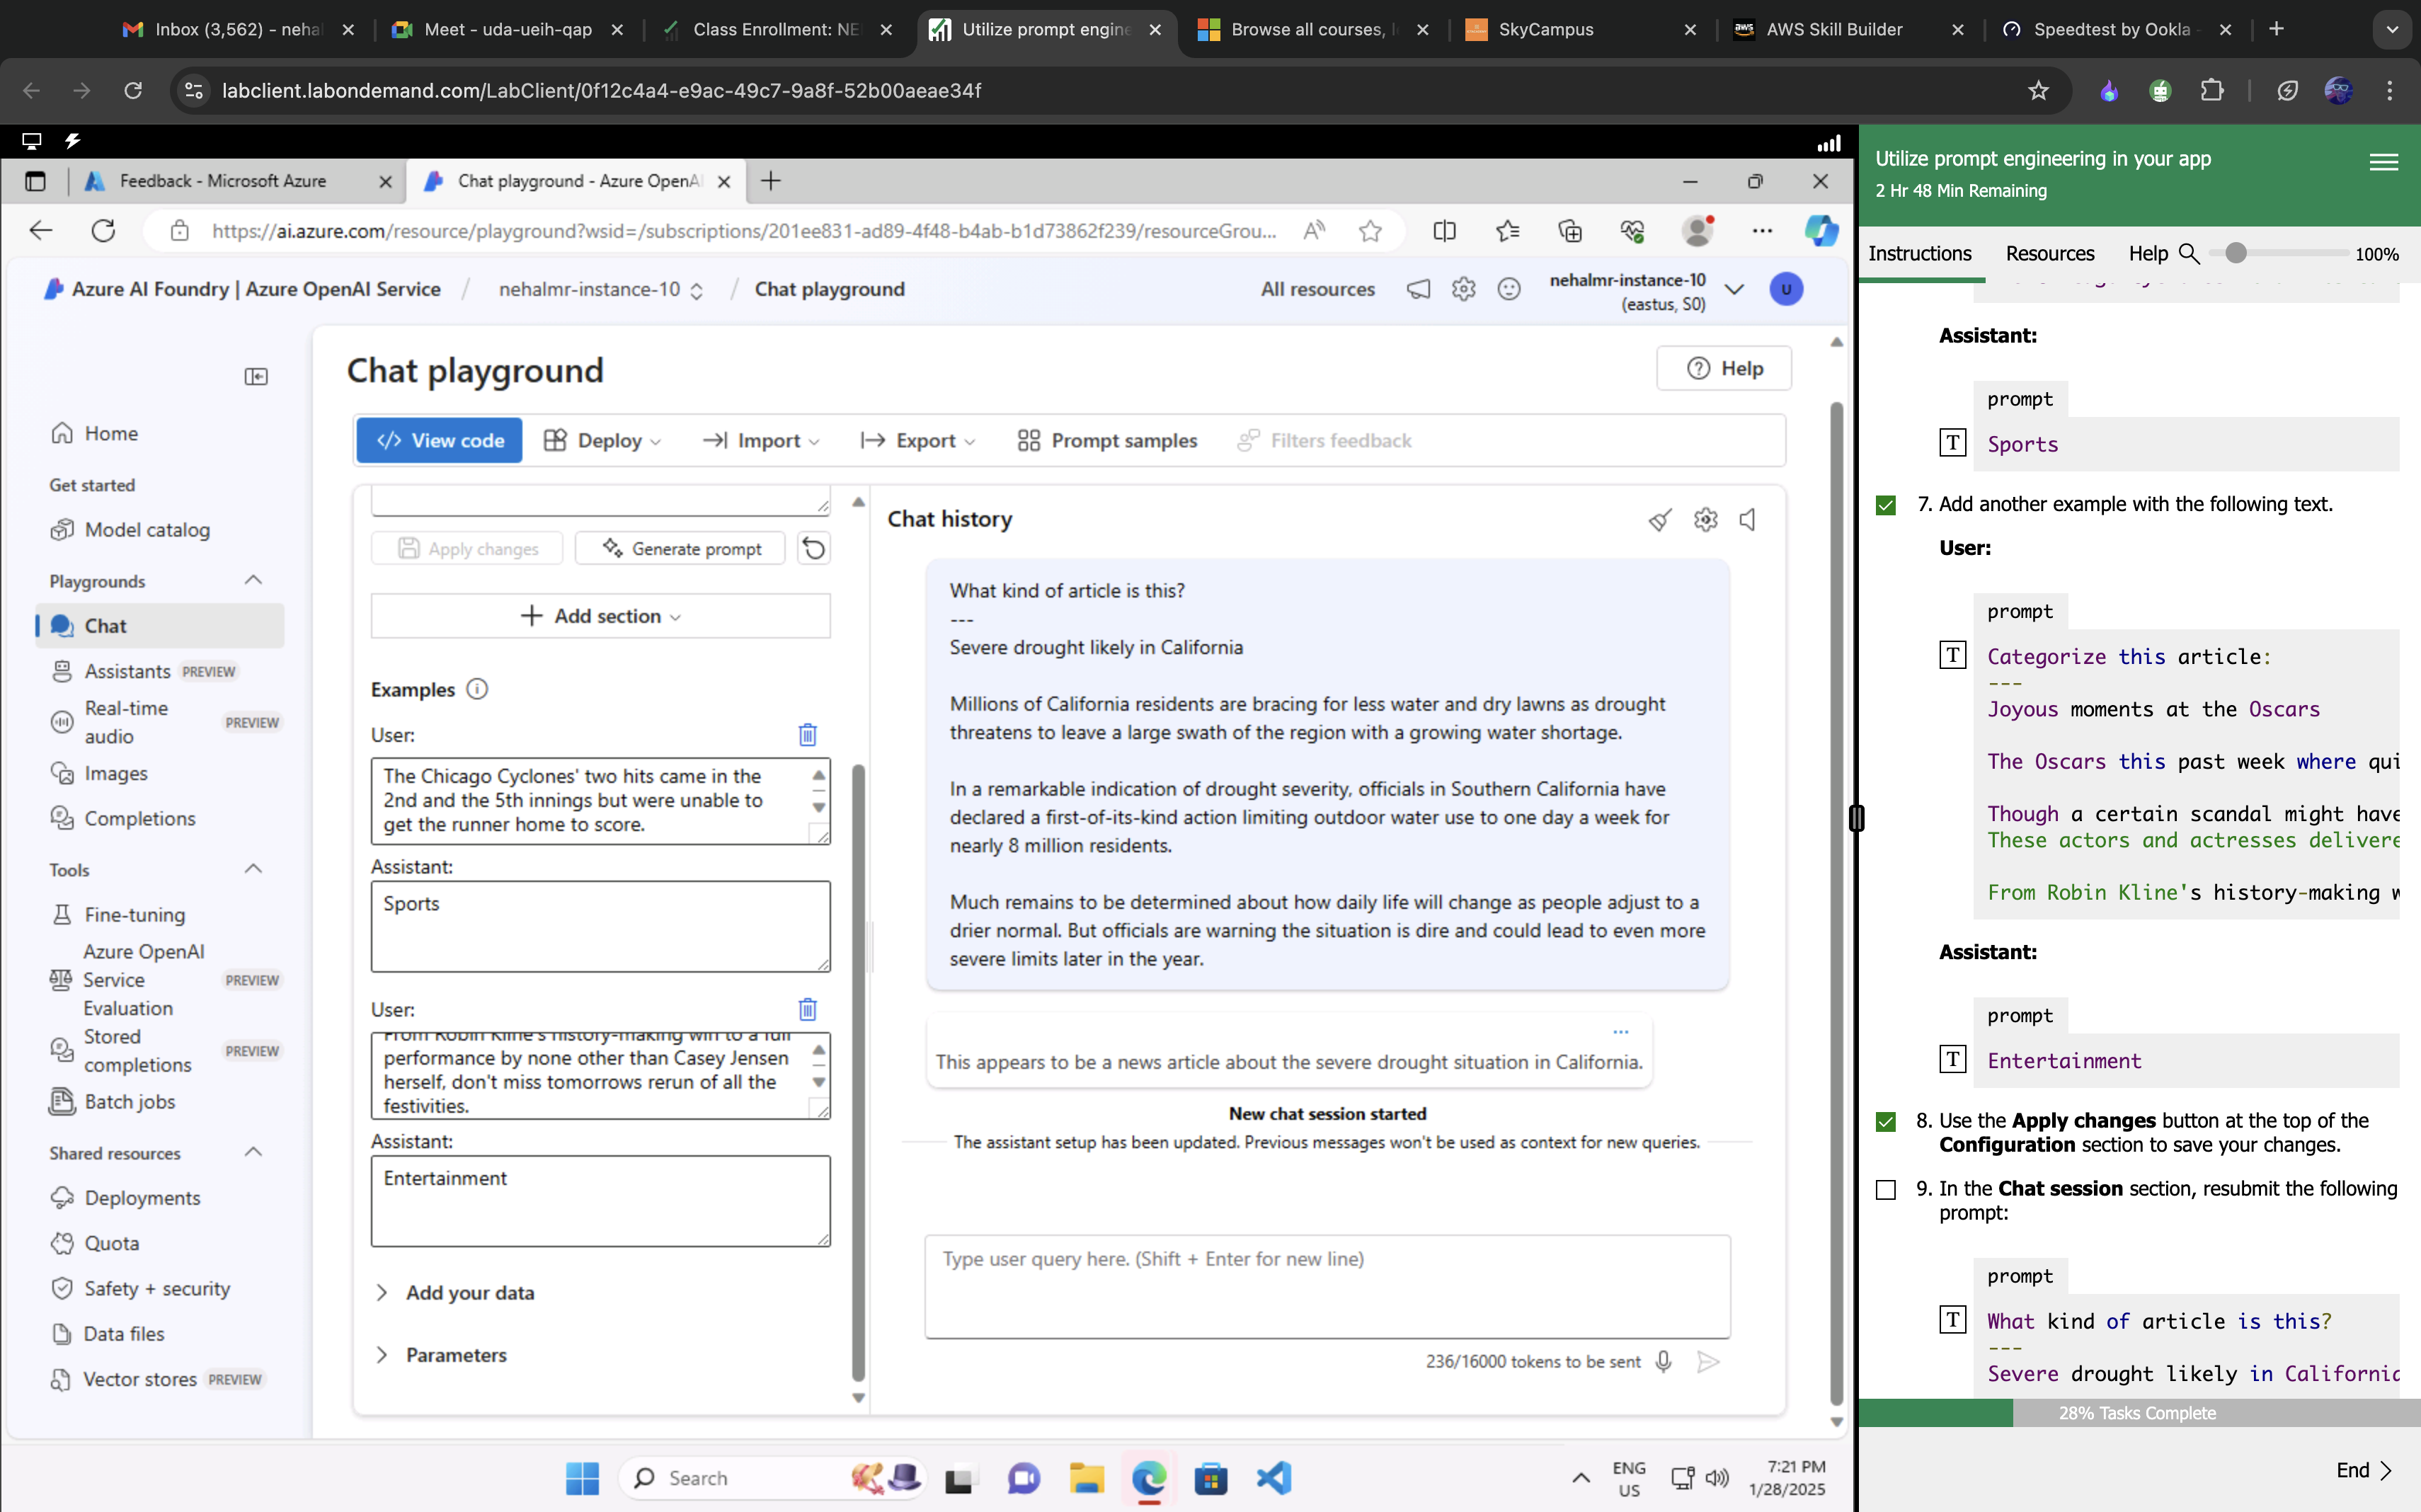 Inbox (3,562) - neha
Meet - uda-ueih-qap
Class Enrollment: NE
Utilize prompt engine
Browse all courses, l
SkyCampus
AWS Skill Builder
Speedtest by Ookla
labclient.labondemand.com/LabClient/0f12c4a4-e9ac-49c7-9a8f-52b00aeae34f
Feedback - Microsoft Azure
Chat playground - Azure OpenAI
https://ai.azure.com/resource/playground?wsid=/subscriptions/201ee831-ad89-4f48-b4ab-b1d73862f239/resourceGrou...
Azure AI Foundry | Azure OpenAI Service / nehalmr-instance-10 / Chat playground
All resources
nehalmr-instance-10
(eastus, S0)
U
Chat playground
Help
View code
Deploy
Import
Export
Prompt samples
Filters feedback
Home
Get started
Model catalog
Playgrounds
Chat
Assistants PREVIEW
Real-time audio PREVIEW
Images
Completions
Tools
Fine-tuning
Azure OpenAI
Service PREVIEW
Evaluation
Stored
completions PREVIEW
Batch jobs
Shared resources
Deployments
Quota
Safety + security
Data files
Vector stores PREVIEW
Apply changes
Generate prompt
Add section
Examples
User:
The Chicago Cyclones' two hits came in the
2nd and the 5th innings but were unable to
get the runner home to score.
Assistant:
Sports
User:
From Robin Kline's history-making win to a full
performance by none other than Casey Jensen
herself, don't miss tomorrows rerun of all the
festivities.
Assistant:
Entertainment
Add your data
Parameters
Chat history
What kind of article is this?
---
Severe drought likely in California
Millions of California residents are bracing for less water and dry lawns as drought
threatens to leave a large swath of the region with a growing water shortage.
In a remarkable indication of drought severity, officials in Southern California have
declared a first-of-its-kind action limiting outdoor water use to one day a week for
nearly 8 million residents.
Much remains to be determined about how daily life will change as people adjust to a
drier normal. But officials are warning the situation is dire and could lead to even more
severe limits later in the year.
...
This appears to be a news article about the severe drought situation in California.
New chat session started
The assistant setup has been updated. Previous messages won't be used as context for new queries.
Type user query here. (Shift + Enter for new line)
236/16000 tokens to be sent
Search
ENG
US
7:21 PM
1/28/2025
Utilize prompt engineering in your app
2 Hr 48 Min Remaining
Instructions
Resources
Help
100%
Assistant:
prompt
T
Sports
7. Add another example with the following text.
User:
prompt
T
Categorize this article:
---
Joyous moments at the Oscars
The Oscars this past week where qui
Though a certain scandal might have
These actors and actresses delivere
From Robin Kline's history-making w
Assistant:
prompt
T
Entertainment
8. Use the Apply changes button at the top of the
Configuration section to save your changes.
9. In the Chat session section, resubmit the following
prompt:
prompt
T
What kind of article is this?
---
Severe drought likely in California
28% Tasks Complete
End